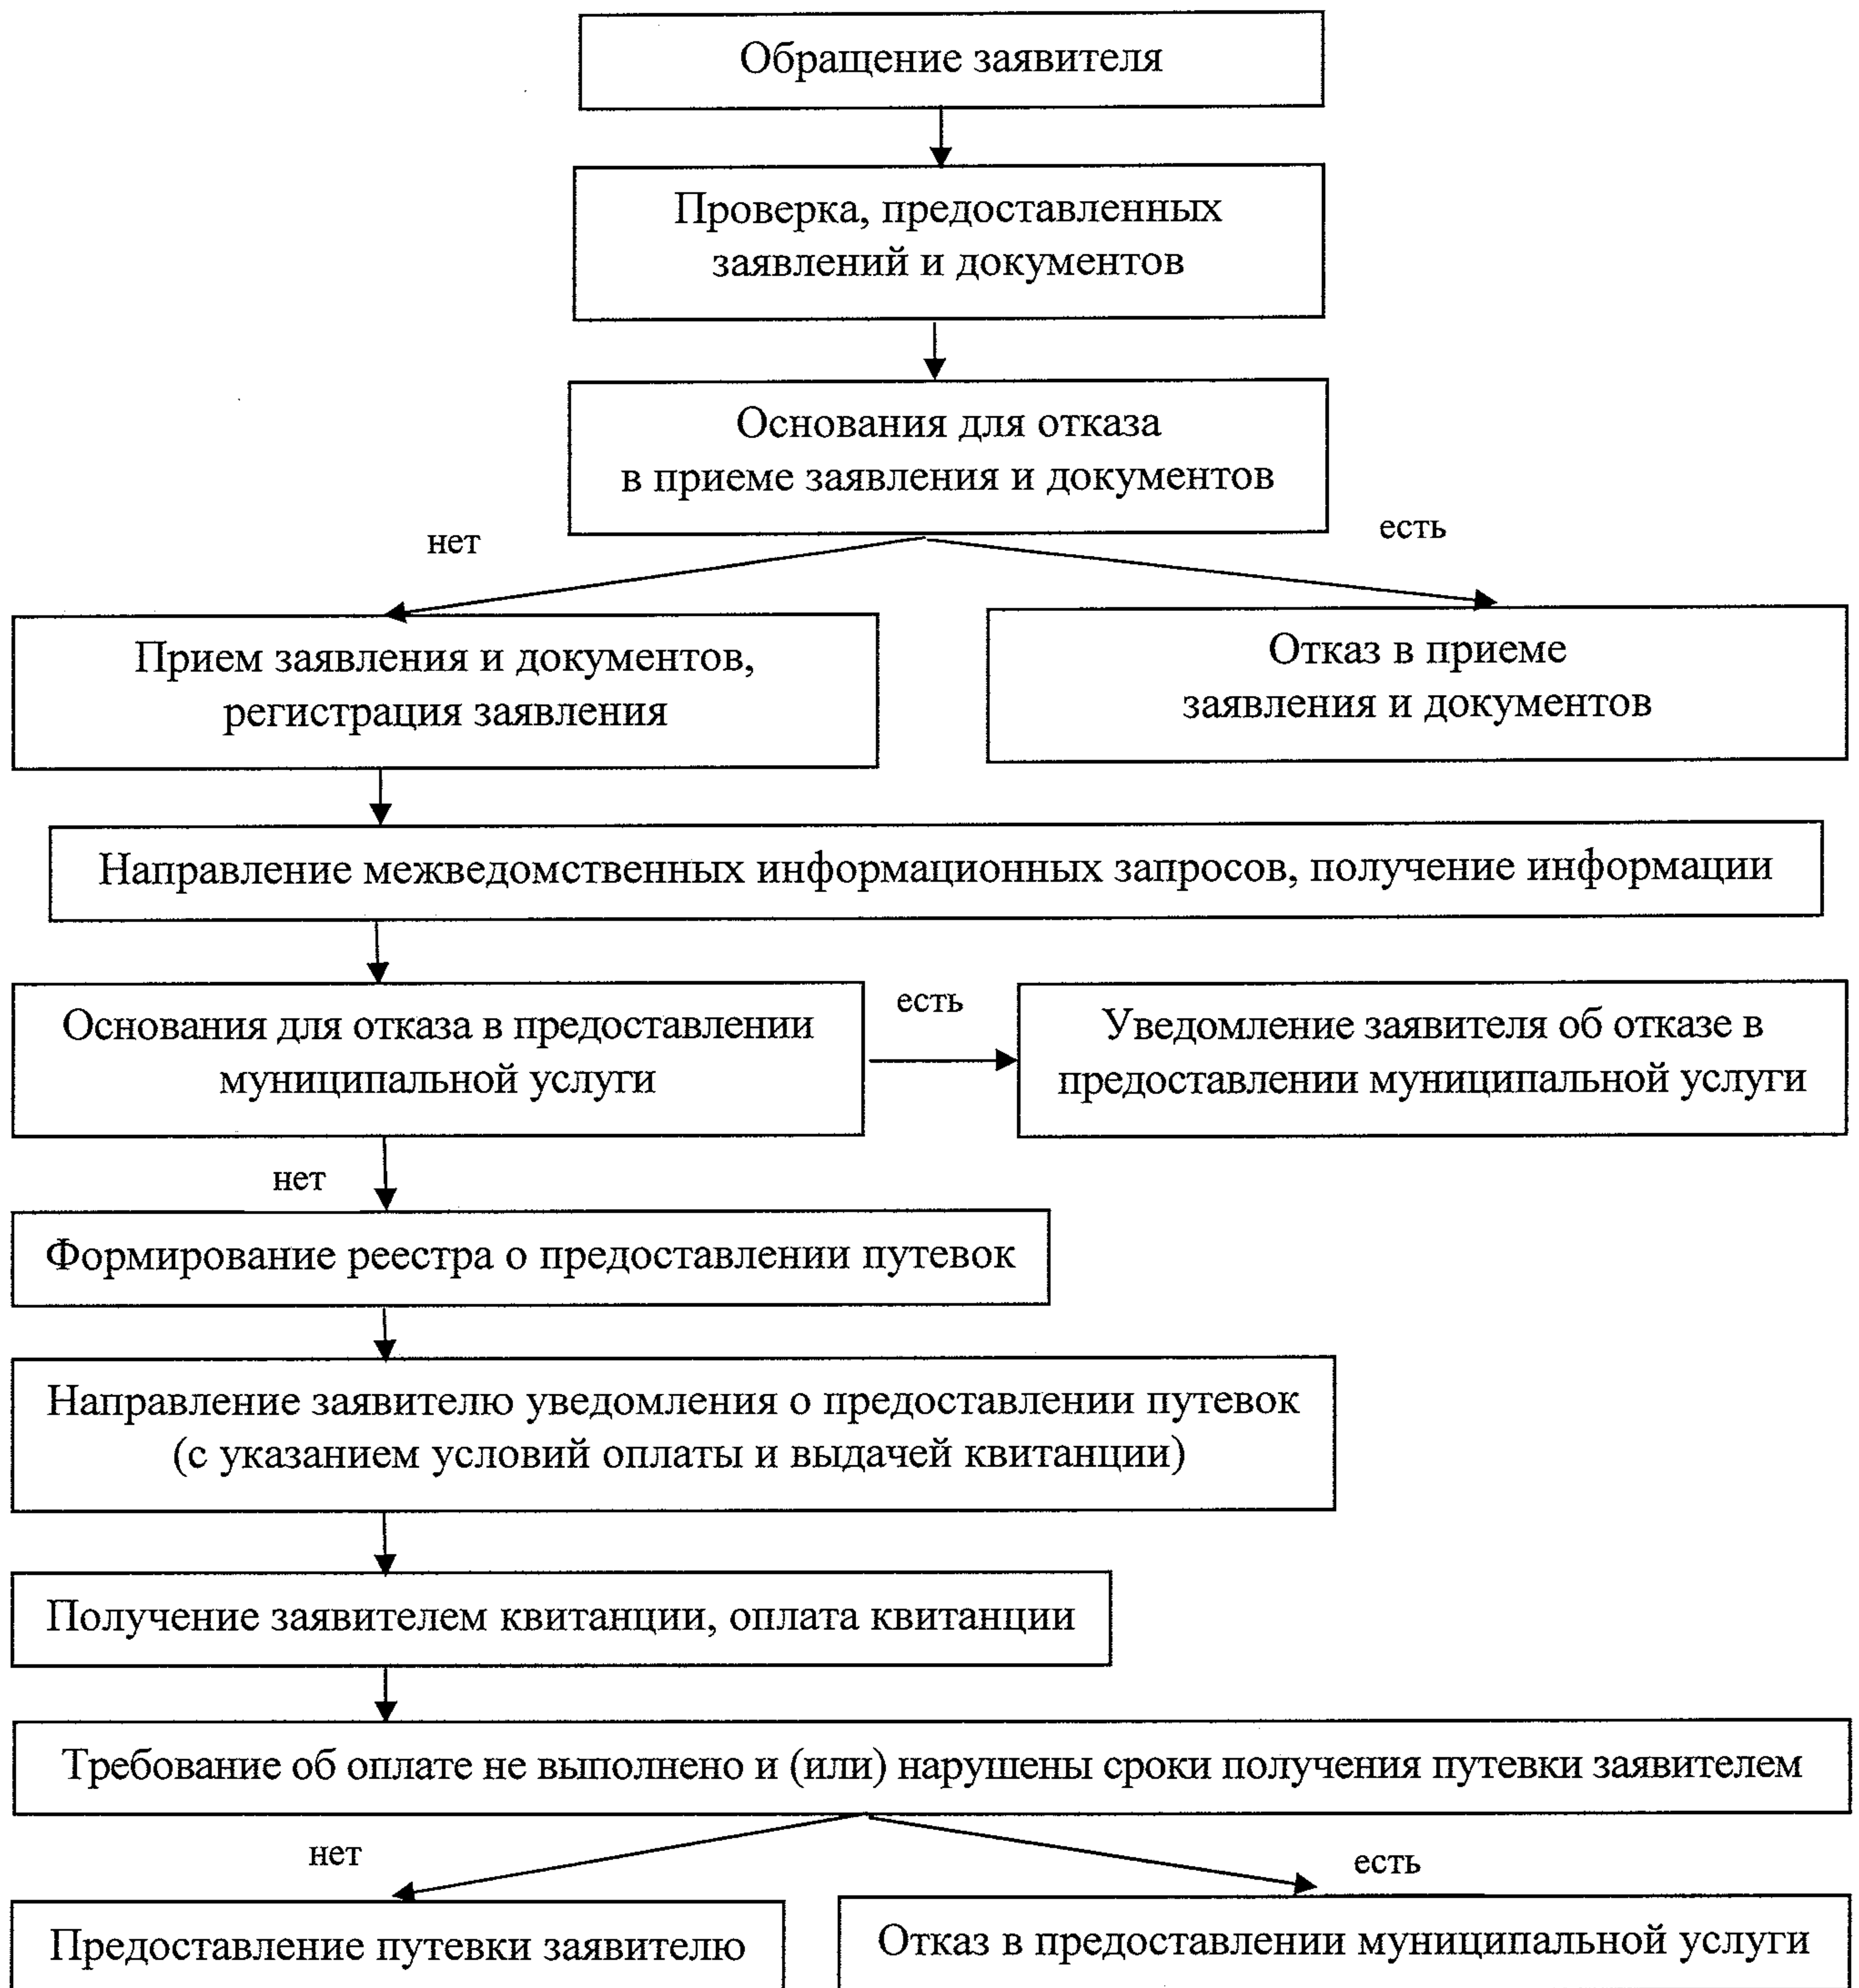 Обращение заявителя
Проверка, предоставленных
заявлений и документов
Основания для отказа
в приеме заявления и документов
нет
есть
Прием заявления и документов,
регистрация заявления
Отказ в приеме
заявления и документов
Направление межведомственных информационных запросов, получение информации
Основания для отказа в предоставлении
муниципальной услуги
есть
Уведомление заявителя об отказе в
предоставлении муниципальной услуги
нет
Формирование реестра о предоставлении путевок
Направление заявителю уведомления о предоставлении путевок
(с указанием условий оплаты и выдачей квитанции)
Получение заявителем квитанции, оплата квитанции
Требование об оплате не выполнено и (или) нарушены сроки получения путевки заявителем
нет
есть
Предоставление путевки заявителю
Отказ в предоставлении муниципальной услуги